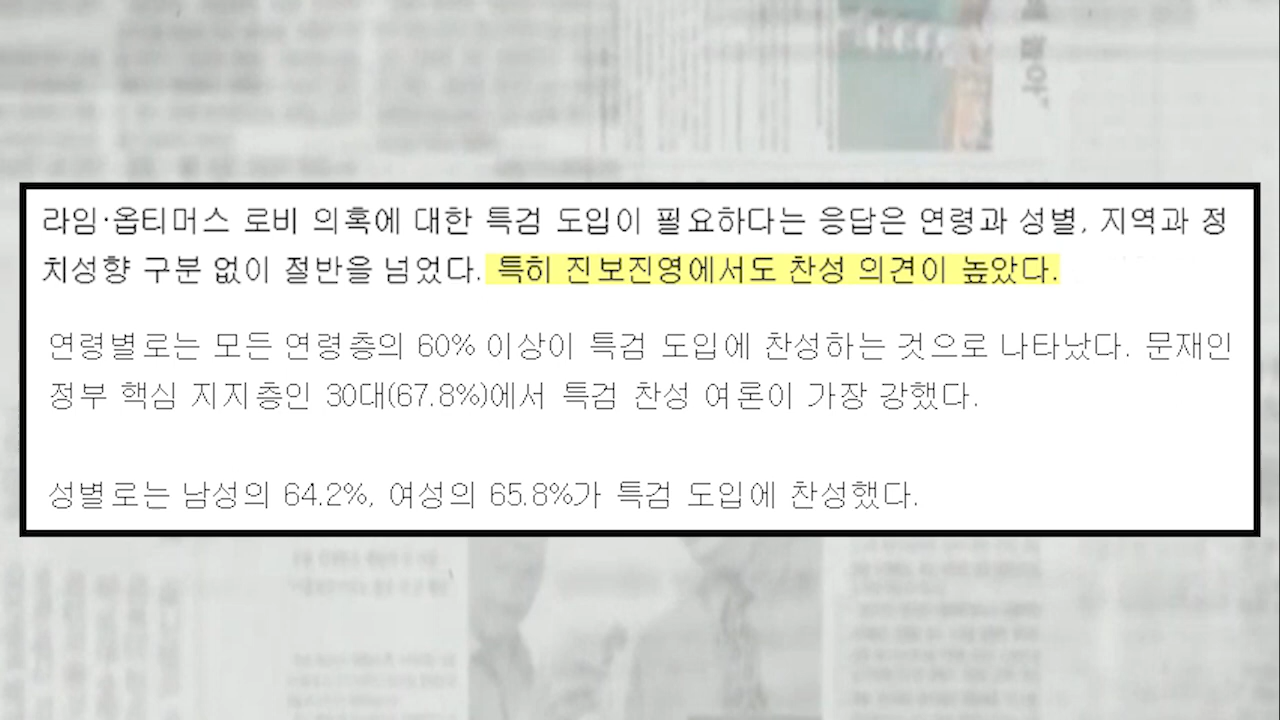 라임·옵티머스 로비 의혹에 대한 특검 도입이 필요하다는 응답은 연령과 성별, 지역과 정
치성향 구분 없이 절반을 넘었다. 특히 진보진영에서도 찬성 의견이 높았다.
연령별로는 모든 연령층의 60% 이상이 특검 도입에 찬성하는 것으로 나타났다. 문재인
정부 핵심 지지층인 30대(67.8%)에서 특검 찬성 여론이 가장 강했다.
성별로는 남성의 64.2%, 여성의 65.8%가 특검 도입에 찬성했다.